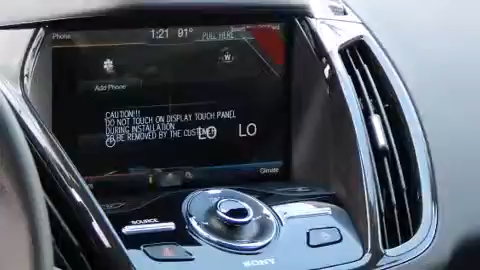 Phone 1:21 91° PULL HERE
W
Add Phone
CAUTION!!!
DO NOT TOUCH ON DISPLAY TOUCH PANEL
DURING INSTALLATION
TO BE REMOVED BY THE CUSTOMER
LO LO
Climate
SOURCE
SONY